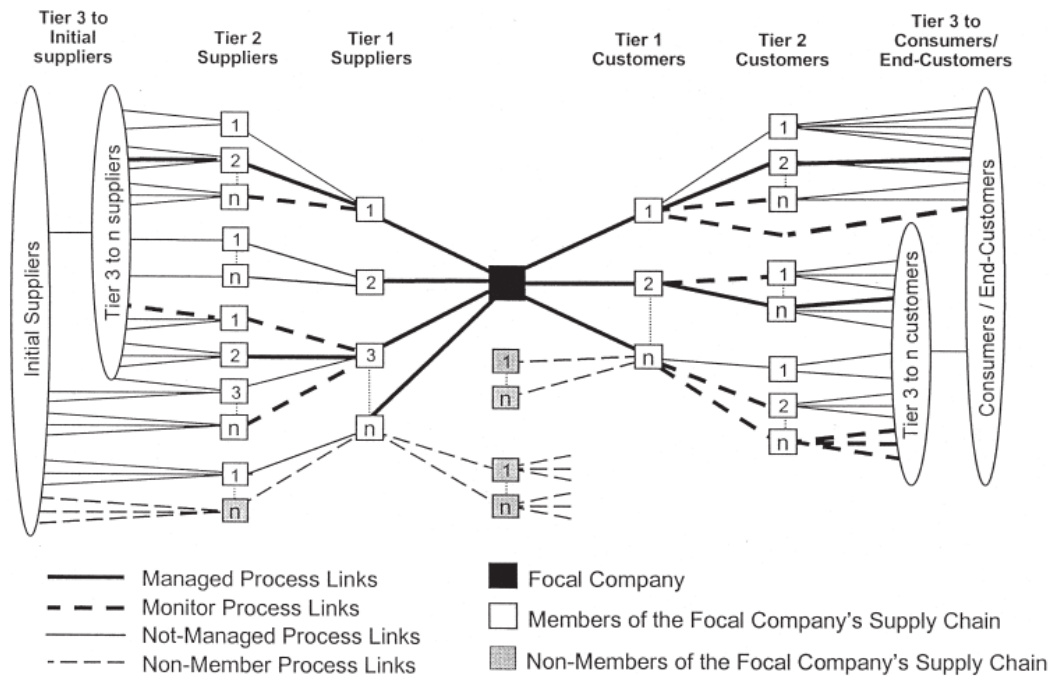 Tier 3 to
Initial
suppliers
Tier 2
Suppliers
Tier 1
Suppliers
Tier 1
Customers
Tier 2
Customers
Tier 3 to
Consumers/
End-Customers
Initial Suppliers
Tier 3 to n suppliers
1
2
n
1
n
1
2
3
n
1
n
1
2
3
n
1
n
1
n
1
2
n
1
2
n
1
n
1
2
n
Tier 3 to n customers
Consumers / End-Customers
Managed Process Links
Monitor Process Links
Not-Managed Process Links
Non-Member Process Links
Focal Company
Members of the Focal Company's Supply Chain
Non-Members of the Focal Company's Supply Chain